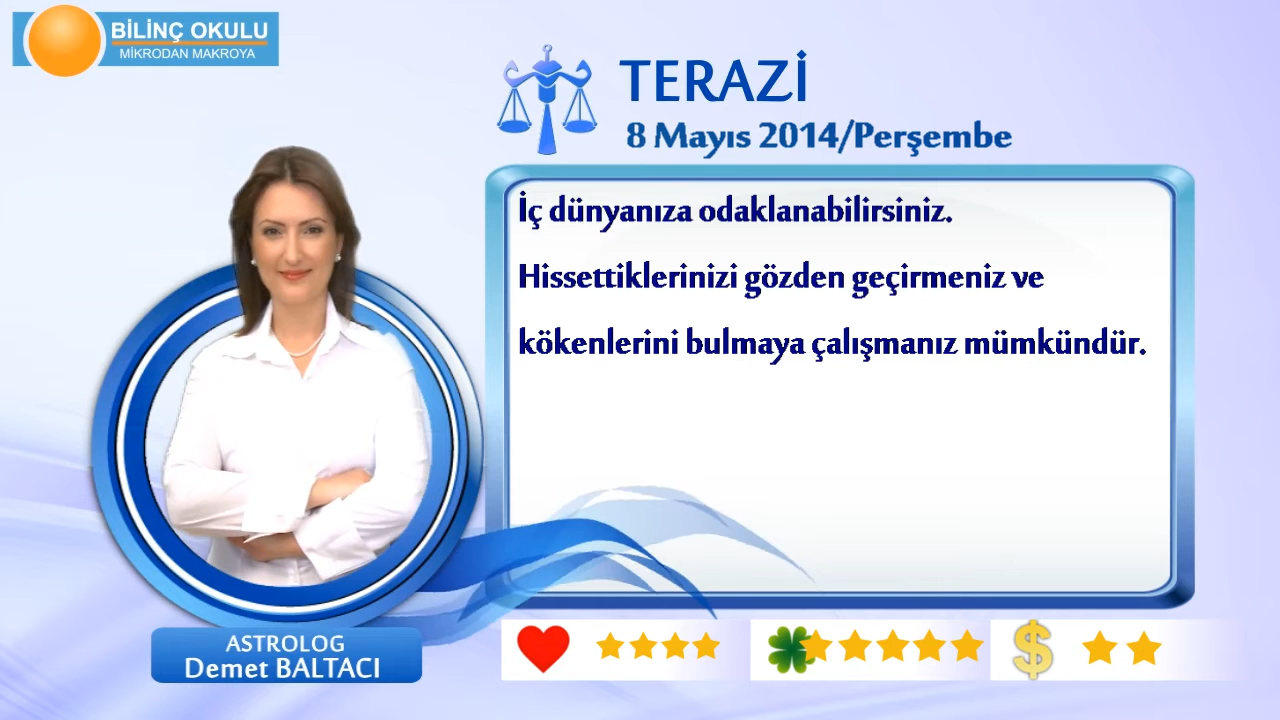 BİLİNÇ OKULU
MİKRODAN MAKROYA
TERAZİ
8 Mayıs 2014/Perşembe
İç dünyanıza odaklanabilirsiniz.
Hissettiklerinizi gözden geçirmeniz ve
kökenlerini bulmaya çalışmanız mümkündür.
ASTROLOG
Demet BALTACI